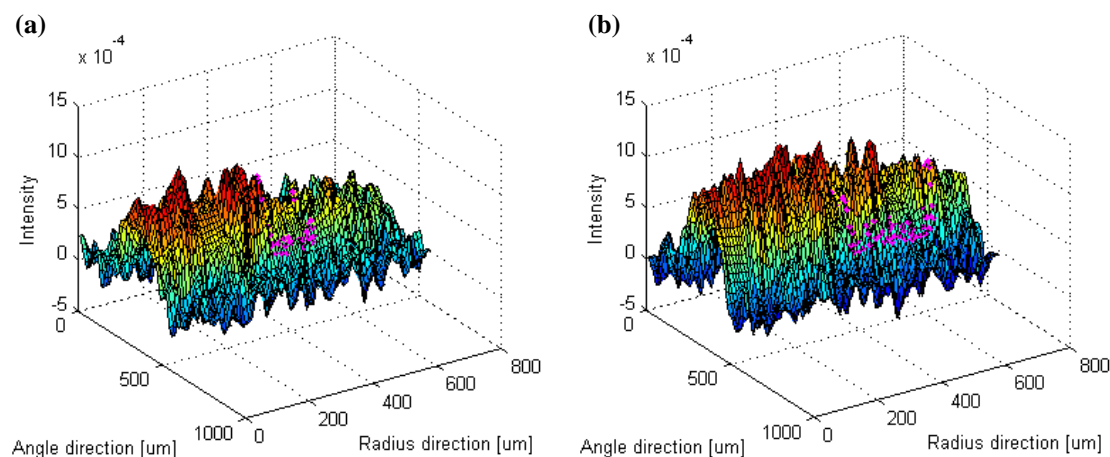 (a)
x 10⁻⁴
15
10
5
0
-5
Intensity
0
500
1000
Angle direction [um]
0
200
400
600
800
Radius direction [um]
(b)
x 10⁻⁴
15
10
5
0
-5
Intensity
0
500
1000
Angle direction [um]
0
200
400
600
800
Radius direction [um]